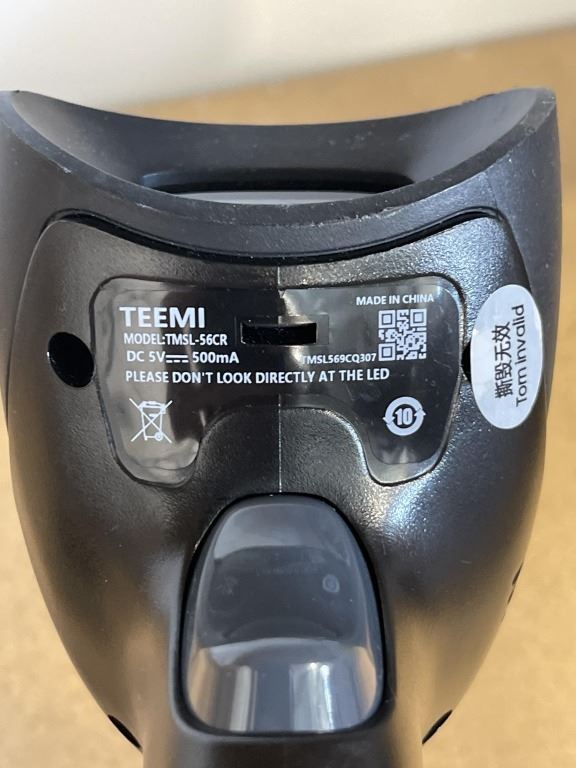 MADE IN CHINA
TEEMI
MODEL:TMSL-56CR
DC 5V⎓500mA
TMSL569CQ307
PLEASE DON'T LOOK DIRECTLY AT THE LED
10
撕毁无效
Torn Invalid